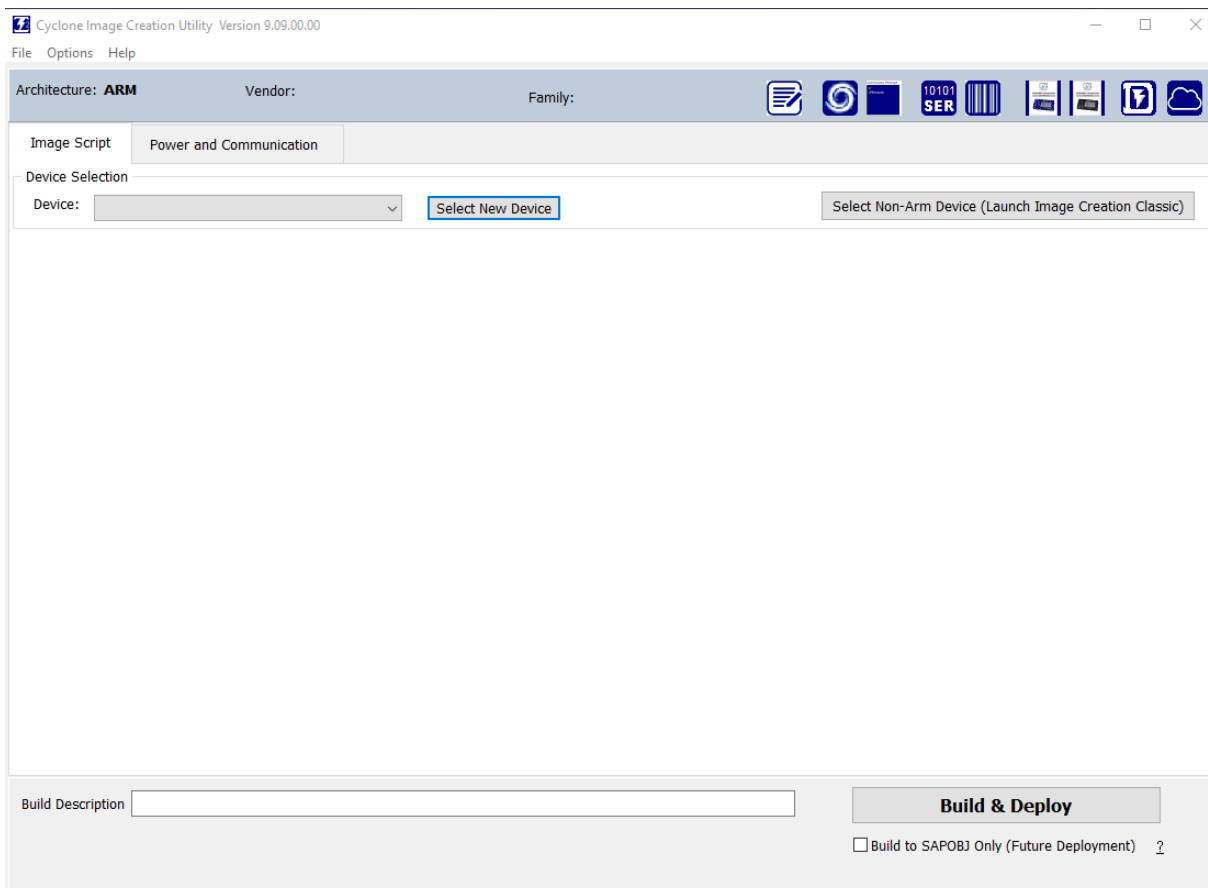 Cyclone Image Creation Utility Version 9.09.00.00
File Options Help
Architecture: ARM Vendor: Family:
10101
SER
Image Script Power and Communication
Device Selection
Device: Select New Device Select Non-Arm Device (Launch Image Creation Classic)
Build Description Build & Deploy
Build to SAPOBJ Only (Future Deployment) ?